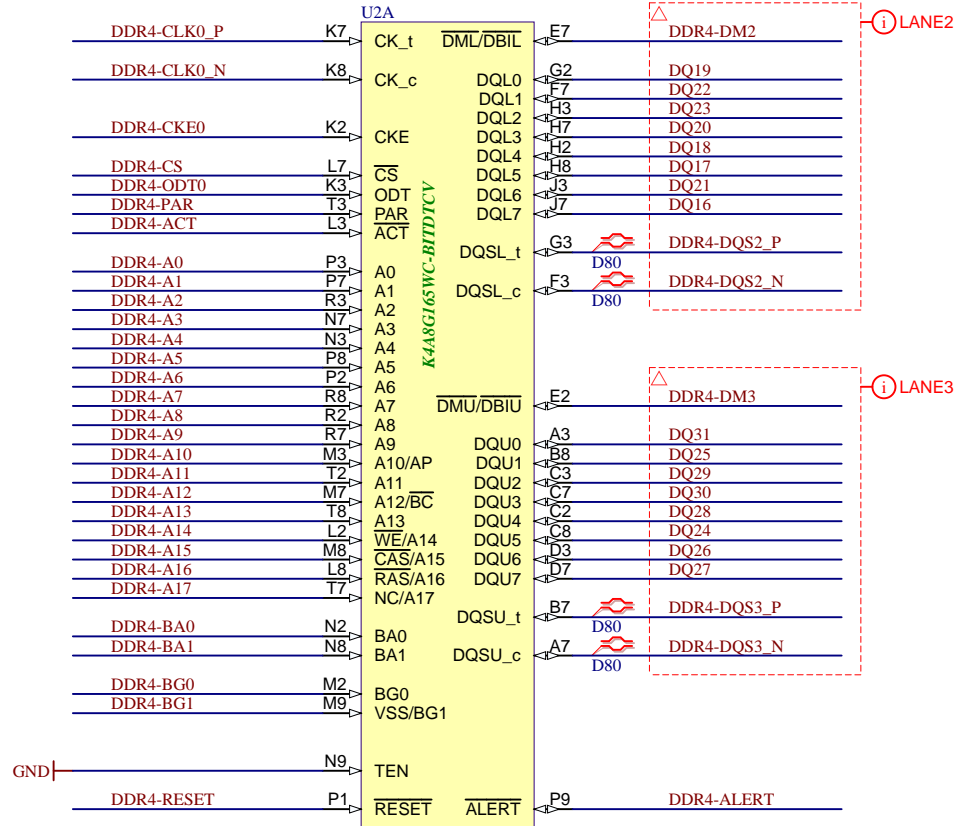 U2A
DDR4-CLK0_P K7 CK_t DML/DBIL E7 DDR4-DM2 LANE2
DDR4-CLK0_N K8 CK_c DQL0 G2 DQ19
DQL1 F7 DQ22
DQL2 H3 DQ23
DDR4-CKE0 K2 CKE DQL3 H7 DQ20
DQL4 H2 DQ18
DDR4-CS L7 CS DQL5 H8 DQ17
DDR4-ODT0 K3 ODT DQL6 J3 DQ21
DDR4-PAR T3 PAR DQL7 J7 DQ16
DDR4-ACT L3 ACT
DQSL_t G3 D80 DDR4-DQS2_P
DDR4-A0 P3 A0
DDR4-A1 P7 A1 DQSL_c F3 D80 DDR4-DQS2_N
DDR4-A2 R3 A2
DDR4-A3 N7 A3
DDR4-A4 N3 A4
DDR4-A5 P8 A5
K4A8G165WC-BITDTCV
DDR4-A6 P2 A6
DDR4-A7 R8 A7 DMU/DBIU E2 DDR4-DM3 LANE3
DDR4-A8 R2 A8
DDR4-A9 R7 A9 DQU0 A3 DQ31
DDR4-A10 M3 A10/AP DQU1 B8 DQ25
DDR4-A11 T2 A11 DQU2 C3 DQ29
DDR4-A12 M7 A12/BC DQU3 C7 DQ30
DDR4-A13 T8 A13 DQU4 C2 DQ28
DDR4-A14 L2 WE/A14 DQU5 C8 DQ24
DDR4-A15 M8 CAS/A15 DQU6 D3 DQ26
DDR4-A16 L8 RAS/A16 DQU7 D7 DQ27
DDR4-A17 T7 NC/A17
DQSU_t B7 D80 DDR4-DQS3_P
DDR4-BA0 N2 BA0
DDR4-BA1 N8 BA1 DQSU_c A7 D80 DDR4-DQS3_N
DDR4-BG0 M2 BG0
DDR4-BG1 M9 VSS/BG1
GND N9 TEN
DDR4-RESET P1 RESET ALERT P9 DDR4-ALERT